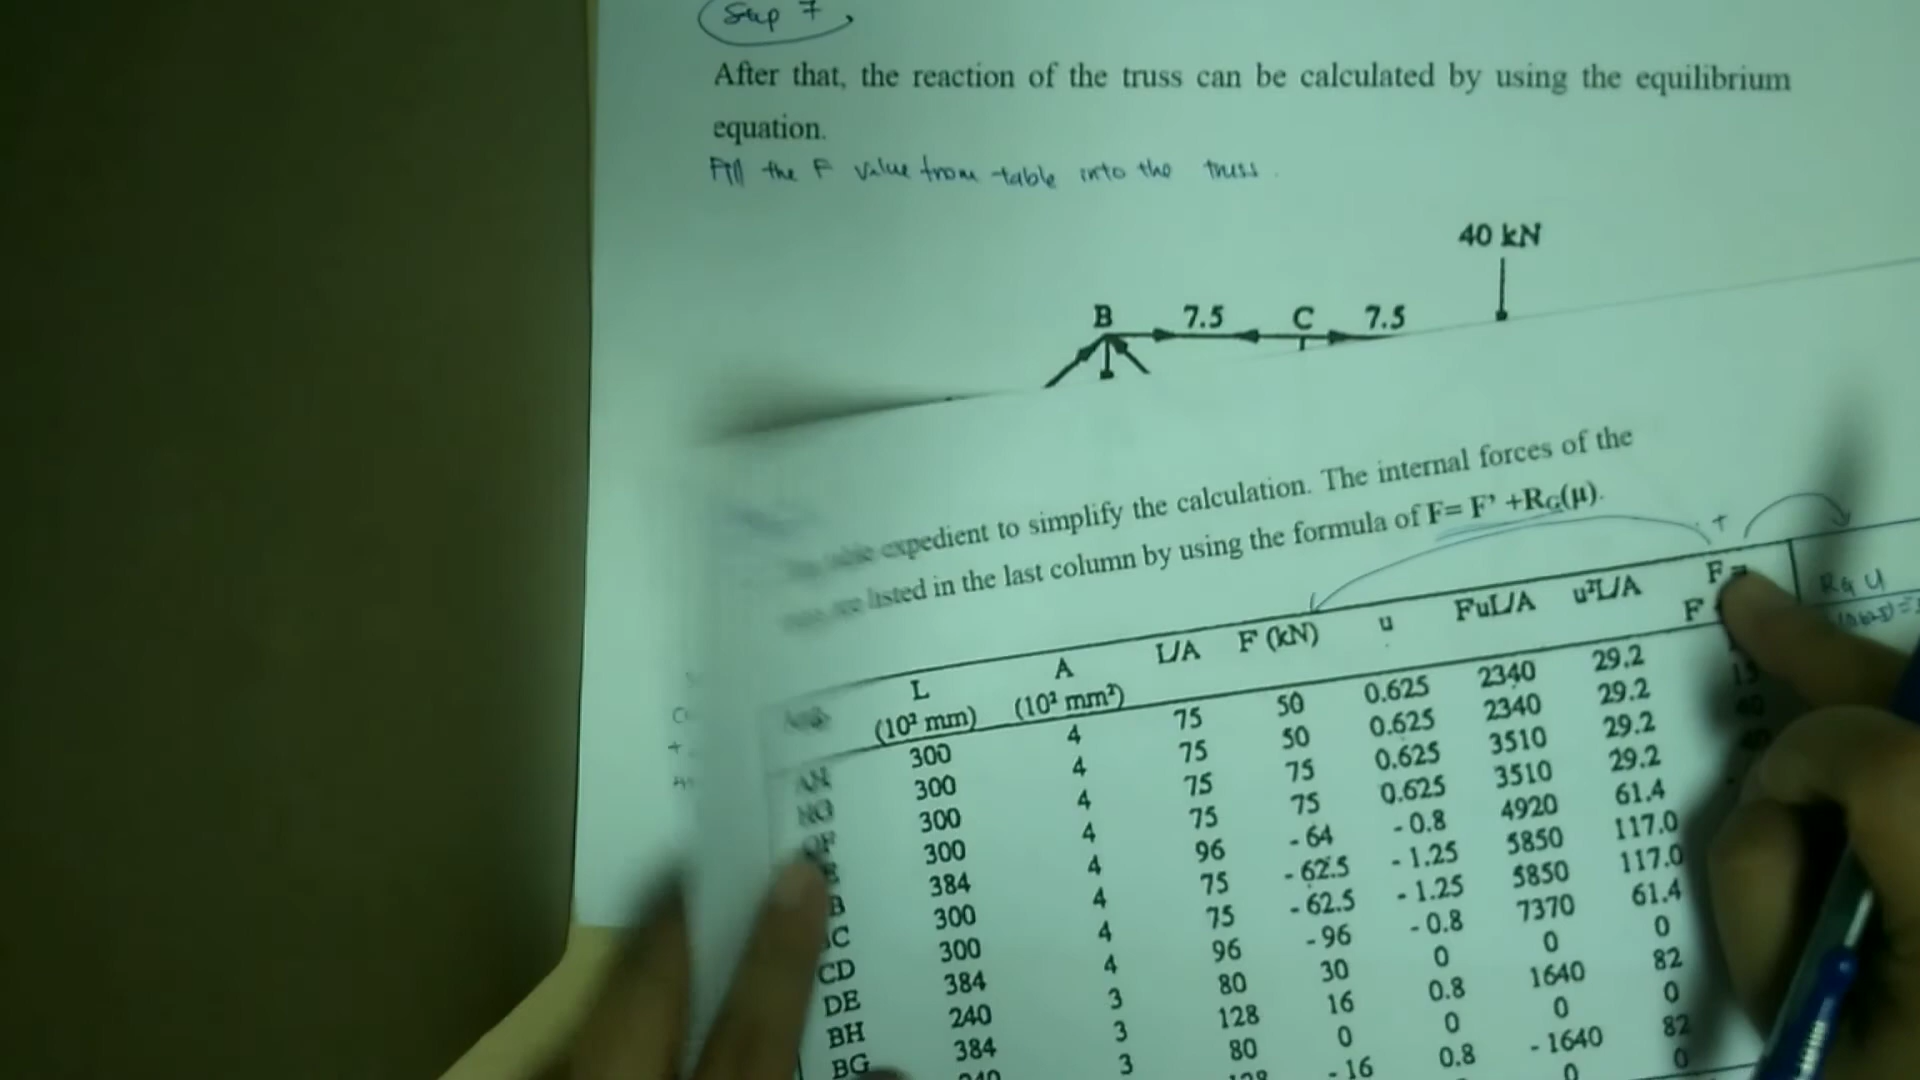 Step 7
After that, the reaction of the truss can be calculated by using the equilibrium
equation.
Fill the F value from table into the truss.
40 kN
B 7.5 C 7.5
expedient to simplify the calculation. The internal forces of the
listed in the last column by using the formula of F= F' +RG(μ).
L A L/A F' (kN) u F'uL/A u²L/A F =
(10² mm) (10² mm²) F'
RG u
AH 300 4 75 50 0.625 2340 29.2
HG 300 4 75 50 0.625 2340 29.2
GF 300 4 75 75 0.625 3510 29.2
300 4 75 75 0.625 3510 29.2
B 384 4 96 - 64 - 0.8 4920 61.4
C 300 4 75 - 62.5 - 1.25 5850 117.0
CD 300 4 75 - 62.5 - 1.25 5850 117.0
DE 384 4 96 - 96 - 0.8 7370 61.4
BH 240 3 80 30 0 0 0
BG 384 3 128 16 0.8 1640 82
240 3 80 0 0 0 0
- 16 0.8 - 1640 82
0 0